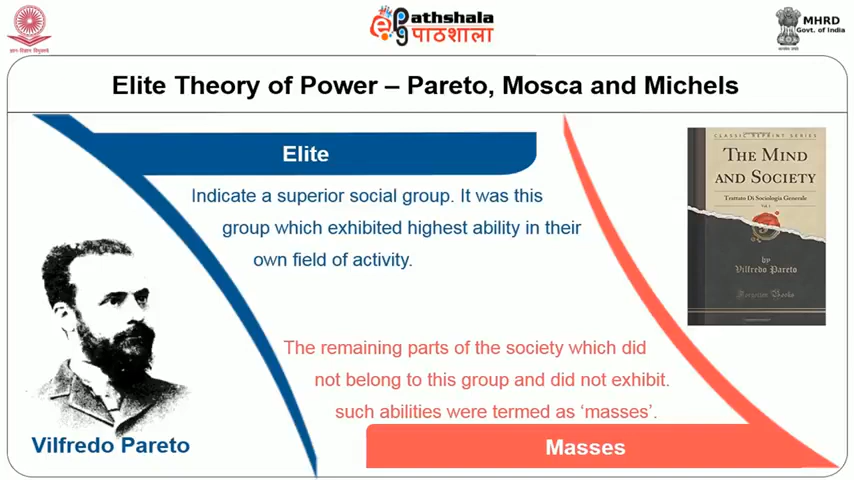 Pathshala
पाठशाला
MHRD
Govt. of India
Elite Theory of Power – Pareto, Mosca and Michels
Elite
Indicate a superior social group. It was this
group which exhibited highest ability in their
own field of activity.
CLASSIC REPRINT SERIES
THE MIND
AND SOCIETY
Trattato Di Sociologia Generale
by
Vilfredo Pareto
The remaining parts of the society which did
not belong to this group and did not exhibit.
such abilities were termed as ‘masses’.
Masses
Vilfredo Pareto